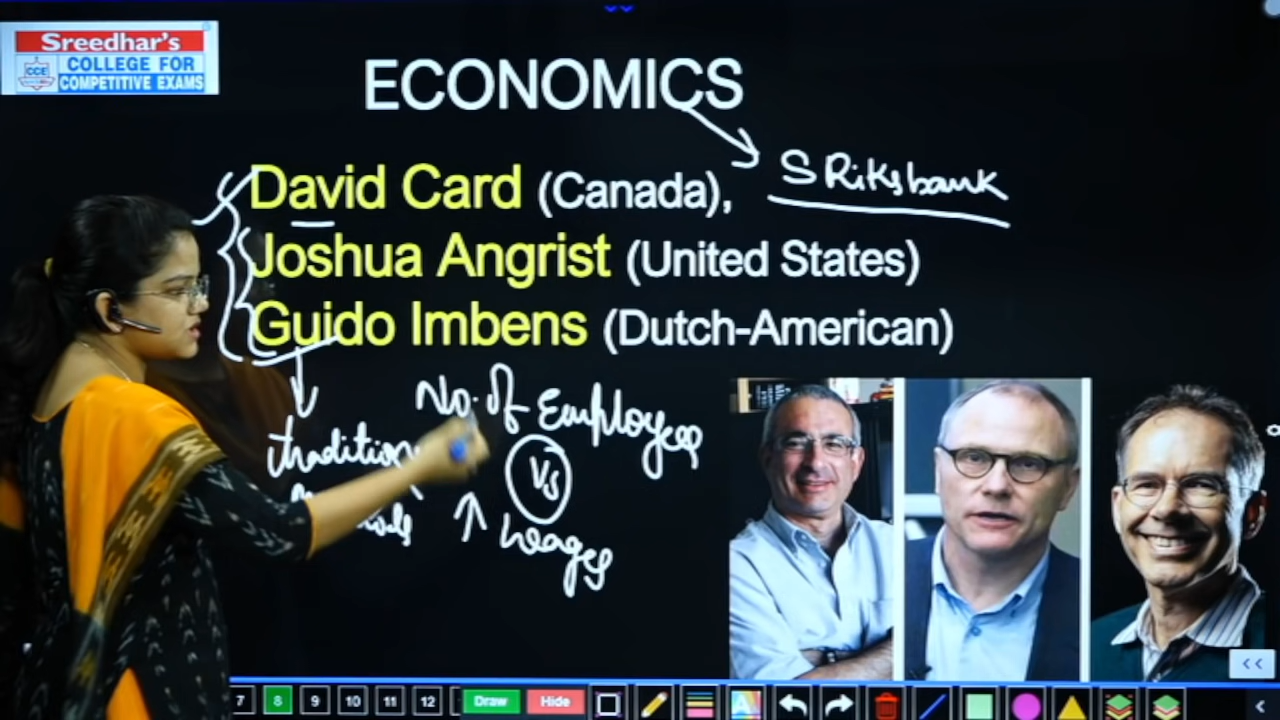 Sreedhar's
CCE
COLLEGE FOR
COMPETITIVE EXAMS
ECONOMICS
S Riksbank
David Card (Canada),
Joshua Angrist (United States)
Guido Imbens (Dutch-American)
No. of Employees
Vs
↑ Wages
7 8 9 10 11 12 Draw Hide